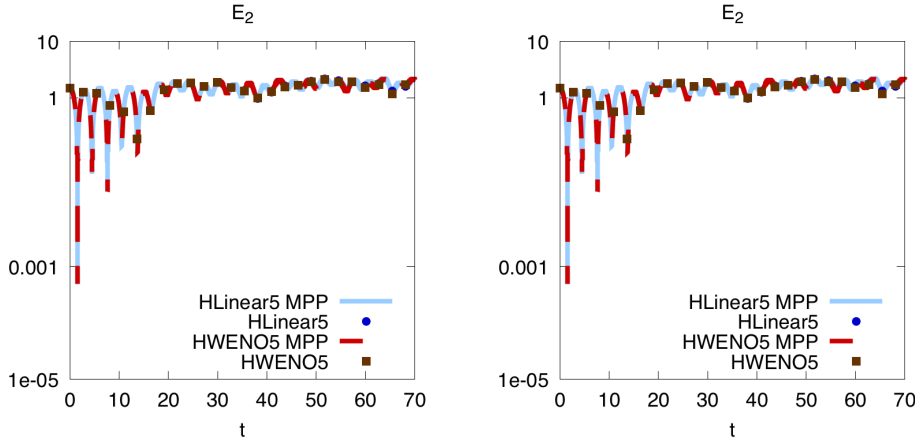 E2
10
1
0.001
1e-05
HLinear5 MPP
HLinear5
HWENO5 MPP
HWENO5
0 10 20 30 40 50 60 70
t
E2
10
1
0.001
1e-05
HLinear5 MPP
HLinear5
HWENO5 MPP
HWENO5
0 10 20 30 40 50 60 70
t